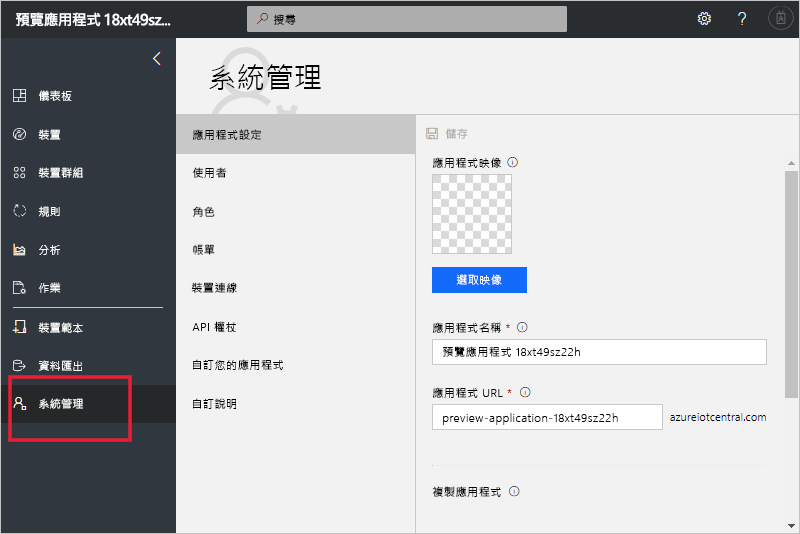 預覽應用程式 18xt49sz...
搜尋
?
儀表板
裝置
裝置群組
規則
分析
作業
裝置範本
資料匯出
系統管理
系統管理
應用程式設定
使用者
角色
帳單
裝置連線
API 權杖
自訂您的應用程式
自訂說明
儲存
應用程式映像
選取映像
應用程式名稱 *
預覽應用程式 18xt49sz22h
應用程式 URL *
preview-application-18xt49sz22h
azureiotcentral.com
複製應用程式